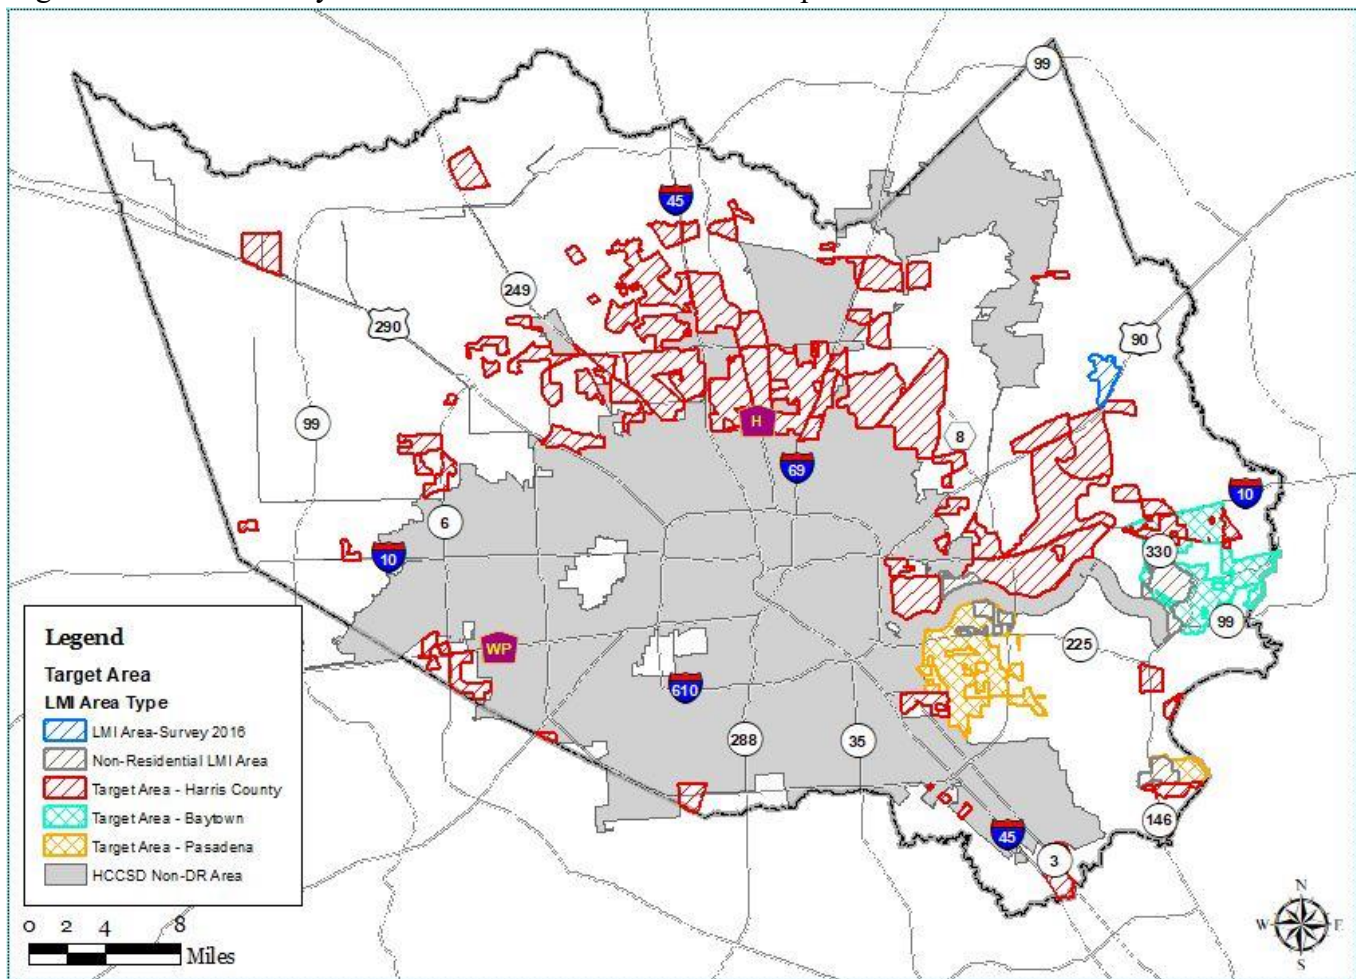 99
45
249
290
90
99
H
8
69
10
6
10
330
99
225
WP
610
288
35
146
45
3
Legend
Target Area
LMI Area Type
LMI Area-Survey 2016
Non-Residential LMI Area
Target Area - Harris County
Target Area - Baytown
Target Area - Pasadena
HCCSD Non-DR Area
0 2 4 8
Miles
N
W E
S